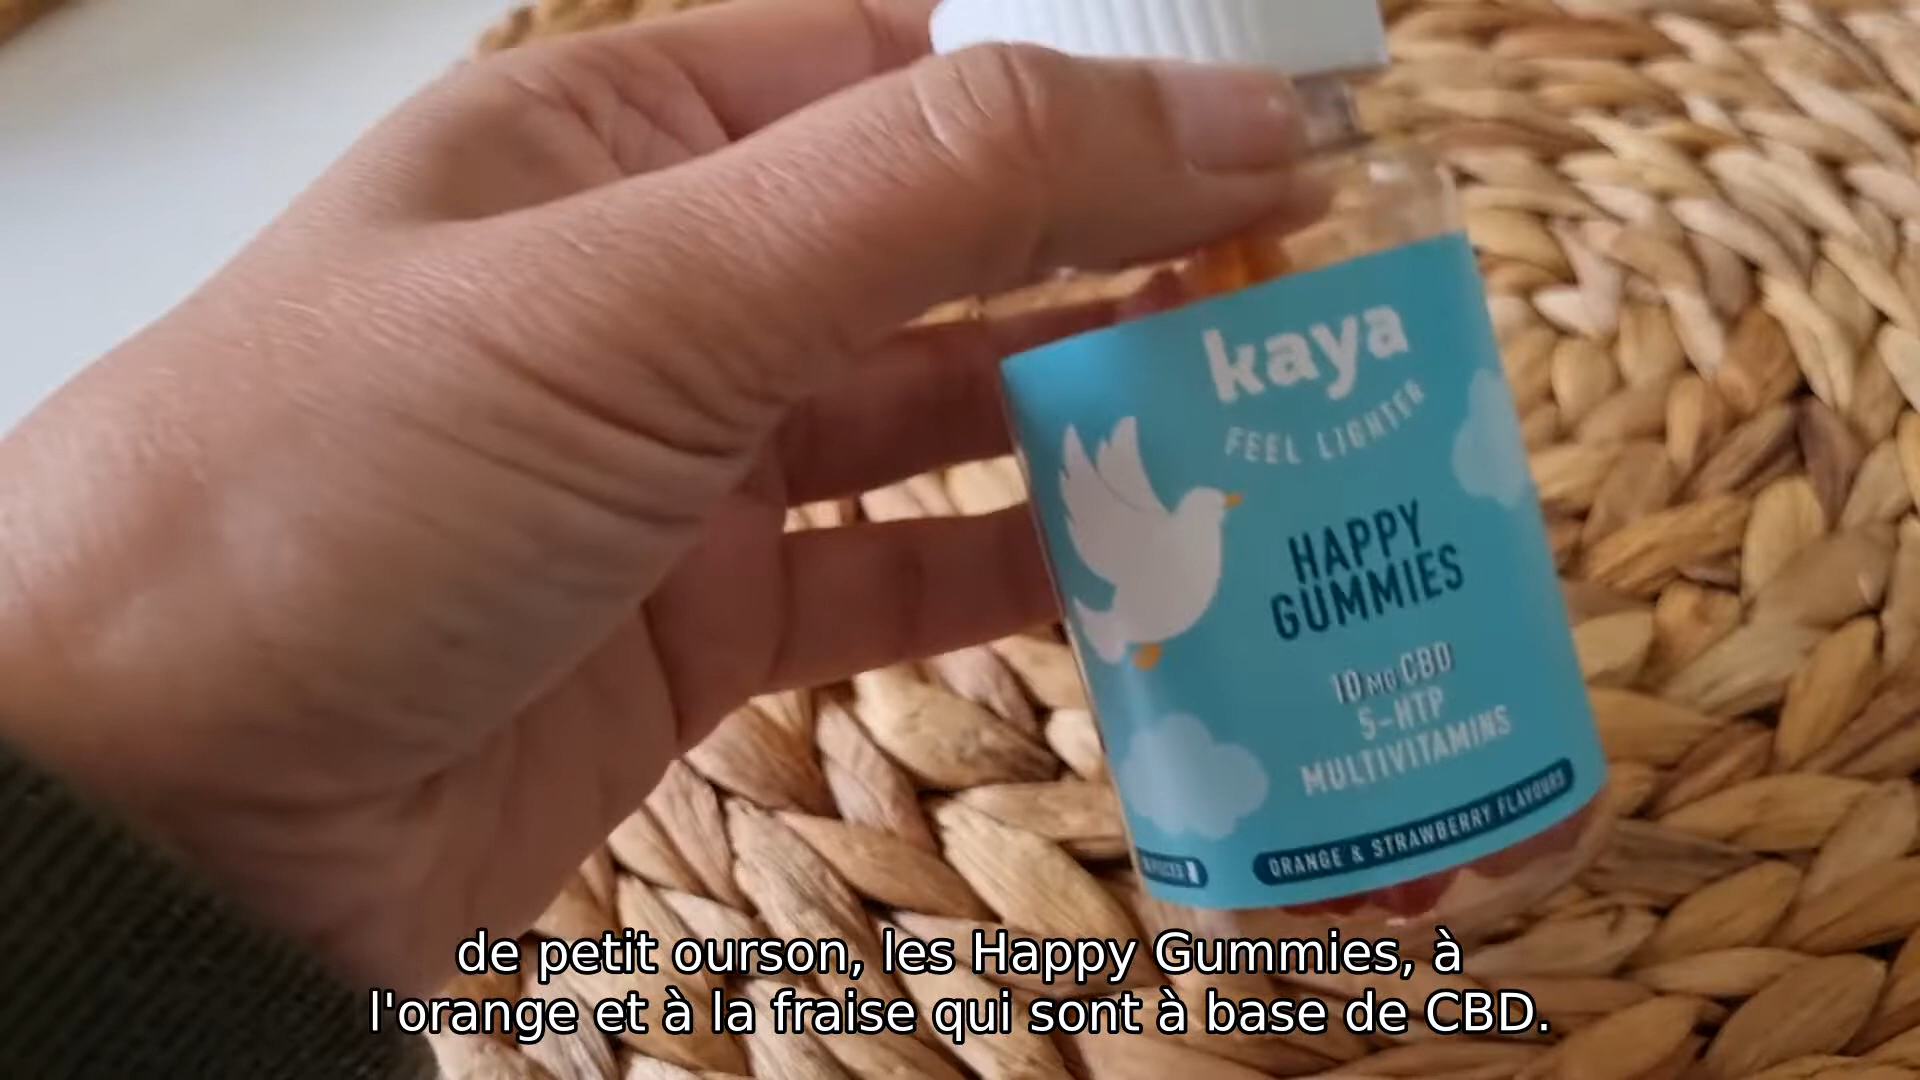 kaya
FEEL LIGHTER
HAPPY
GUMMIES
10 MG CBD
5-HTP
MULTIVITAMINS
ORANGE & STRAWBERRY FLAVOURS
de petit ourson, les Happy Gummies, à
l'orange et à la fraise qui sont à base de CBD.